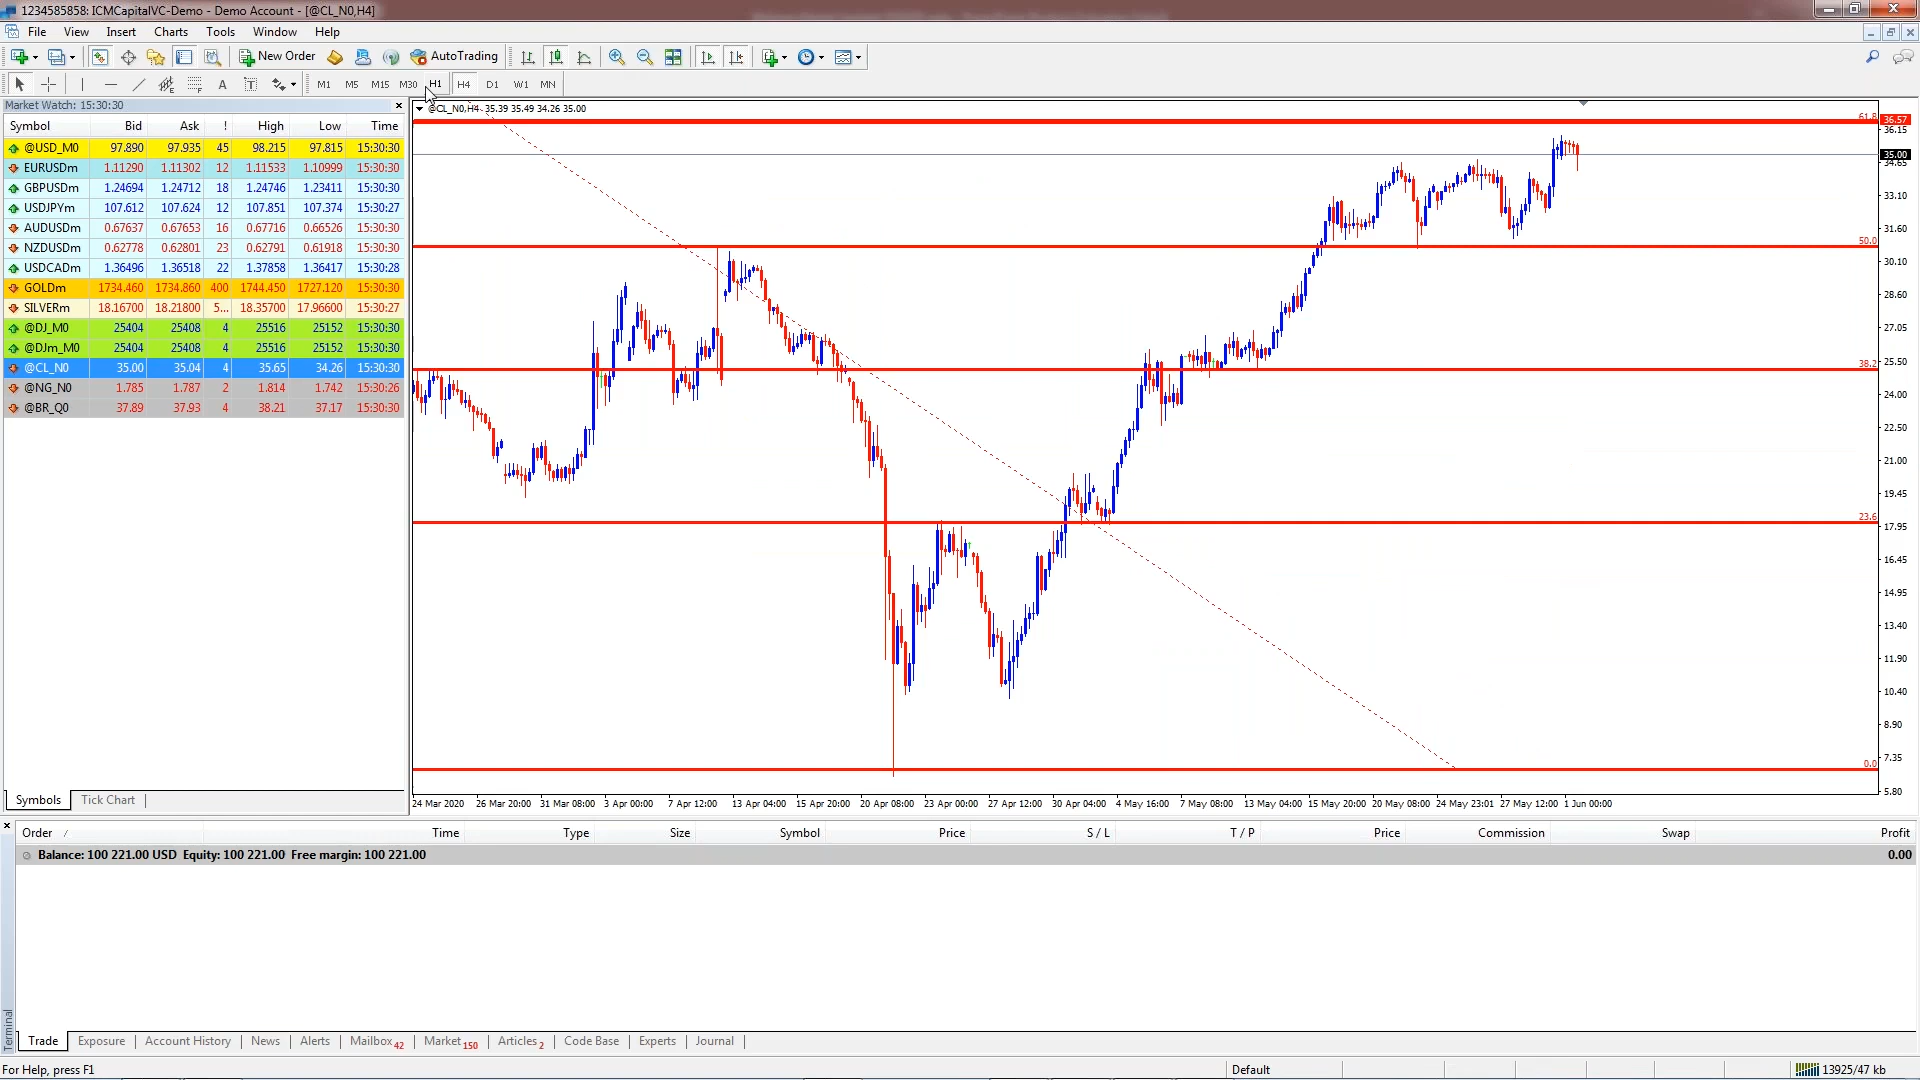 1234585858: ICMCapitalVC-Demo - Demo Account - [@CL_N0,H4]
File View Insert Charts Tools Window Help
New Order AutoTrading
A T M1 M5 M15 M30 H1 H4 D1 W1 MN
Market Watch: 15:30:30
Symbol Bid Ask ! High Low Time
@USD_M0 97.890 97.935 45 98.215 97.815 15:30:30
EURUSDm 1.11290 1.11302 12 1.11533 1.10999 15:30:30
GBPUSDm 1.24694 1.24712 18 1.24746 1.23411 15:30:30
USDJPYm 107.612 107.624 12 107.851 107.374 15:30:27
AUDUSDm 0.67637 0.67653 16 0.67716 0.66526 15:30:30
NZDUSDm 0.62778 0.62801 23 0.62791 0.61918 15:30:30
USDCADm 1.36496 1.36518 22 1.37858 1.36417 15:30:28
GOLDm 1734.460 1734.860 400 1744.450 1727.120 15:30:30
SILVERm 18.16700 18.21800 5... 18.35700 17.96600 15:30:27
@DJ_M0 25404 25408 4 25516 25152 15:30:30
@DJm_M0 25404 25408 4 25516 25152 15:30:30
@CL_N0 35.00 35.04 4 35.65 34.26 15:30:30
@NG_N0 1.785 1.787 2 1.814 1.742 15:30:26
@BR_Q0 37.89 37.93 4 38.21 37.17 15:30:30
Symbols Tick Chart
@CL_N0,H4 35.39 35.49 34.26 35.00
61.8
36.57
36.15
35.00
34.65
33.10
31.60
50.0
30.10
28.60
27.05
25.50
38.2
24.00
22.50
21.00
19.45
23.6
17.95
16.45
14.95
13.40
11.90
10.40
8.90
7.35
0.0
5.80
24 Mar 2020 26 Mar 20:00 31 Mar 08:00 3 Apr 00:00 7 Apr 12:00 13 Apr 04:00 15 Apr 20:00 20 Apr 08:00 23 Apr 00:00 27 Apr 12:00 30 Apr 04:00 4 May 16:00 7 May 08:00 13 May 04:00 15 May 20:00 20 May 08:00 24 May 23:01 27 May 12:00 1 Jun 00:00
Order / Time Type Size Symbol Price S / L T / P Price Commission Swap Profit
Balance: 100 221.00 USD Equity: 100 221.00 Free margin: 100 221.00 0.00
Terminal
Trade Exposure Account History News Alerts Mailbox 42 Market 150 Articles 2 Code Base Experts Journal
For Help, press F1 Default 13925/47 kb